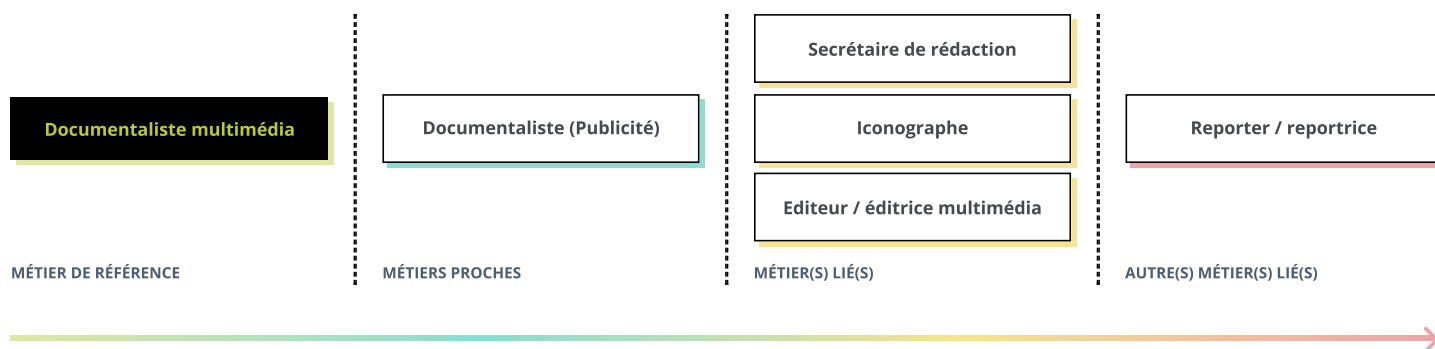 Documentaliste multimédia
MÉTIER DE RÉFÉRENCE
Documentaliste (Publicité)
MÉTIERS PROCHES
Secrétaire de rédaction
Iconographe
Editeur / éditrice multimédia
MÉTIER(S) LIÉ(S)
Reporter / reportrice
AUTRE(S) MÉTIER(S) LIÉ(S)